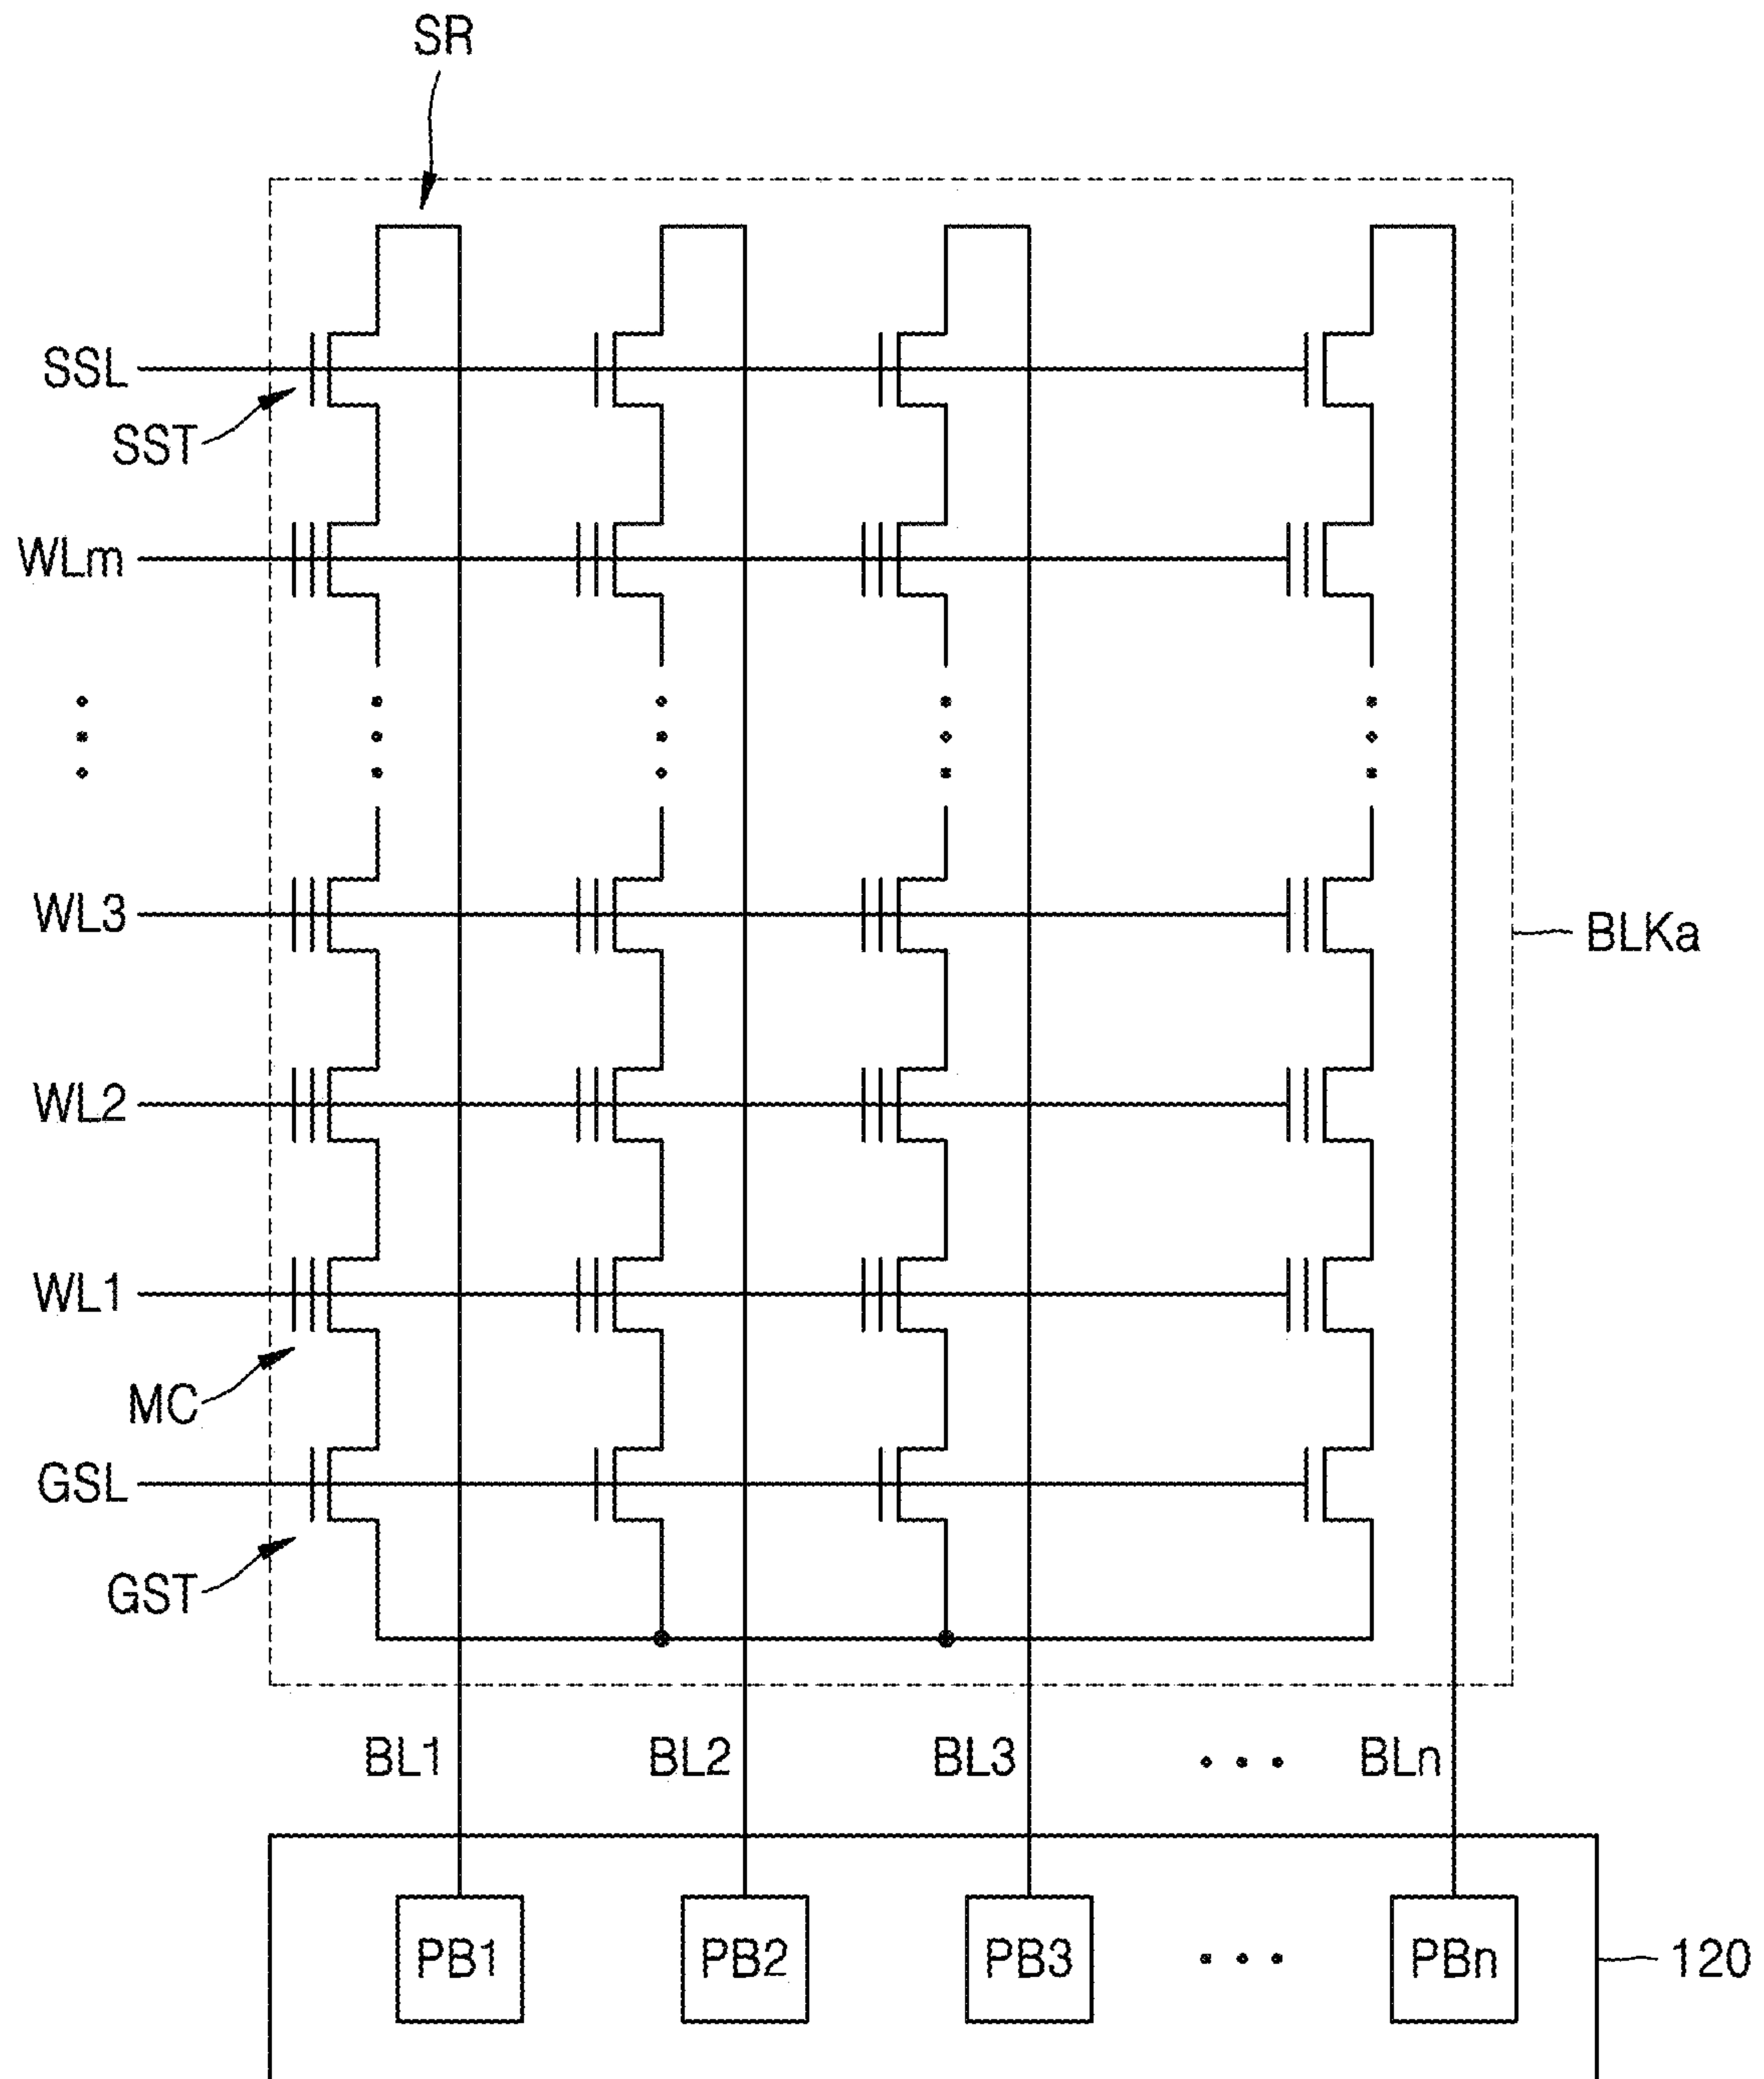 SR
SSL
SST
WLm
WL3
BLKa
WL2
WL1
MC
GSL
GST
BL1 BL2 BL3 ... BLn
PB1 PB2 PB3 ... PBn
120